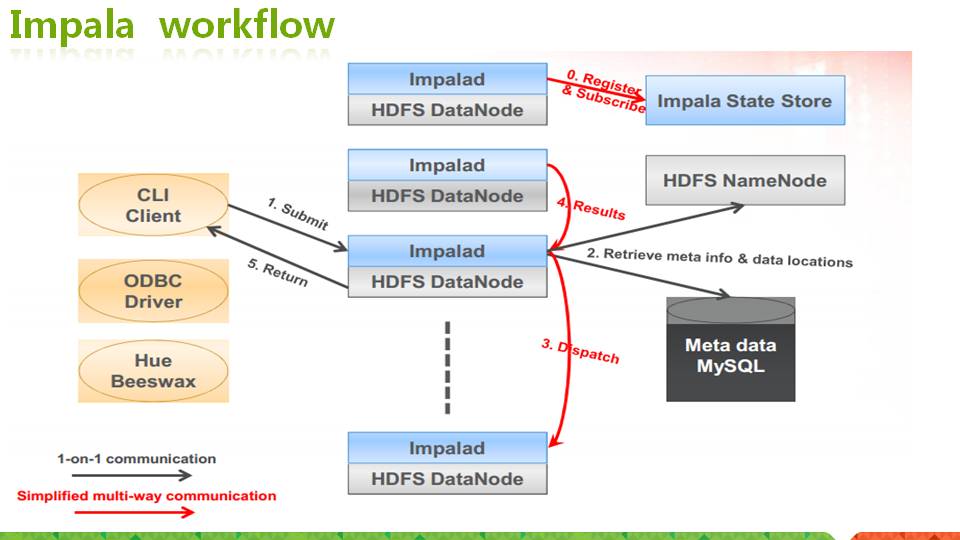 Impala workflow
Impalad
HDFS DataNode
0. Register
& Subscribe
Impala State Store
Impalad
HDFS DataNode
4. Results
HDFS NameNode
CLI
Client
1. Submit
Impalad
HDFS DataNode
2. Retrieve meta info & data locations
5. Return
ODBC
Driver
Meta data
MySQL
3. Dispatch
Hue
Beeswax
Impalad
HDFS DataNode
1-on-1 communication
Simplified multi-way communication